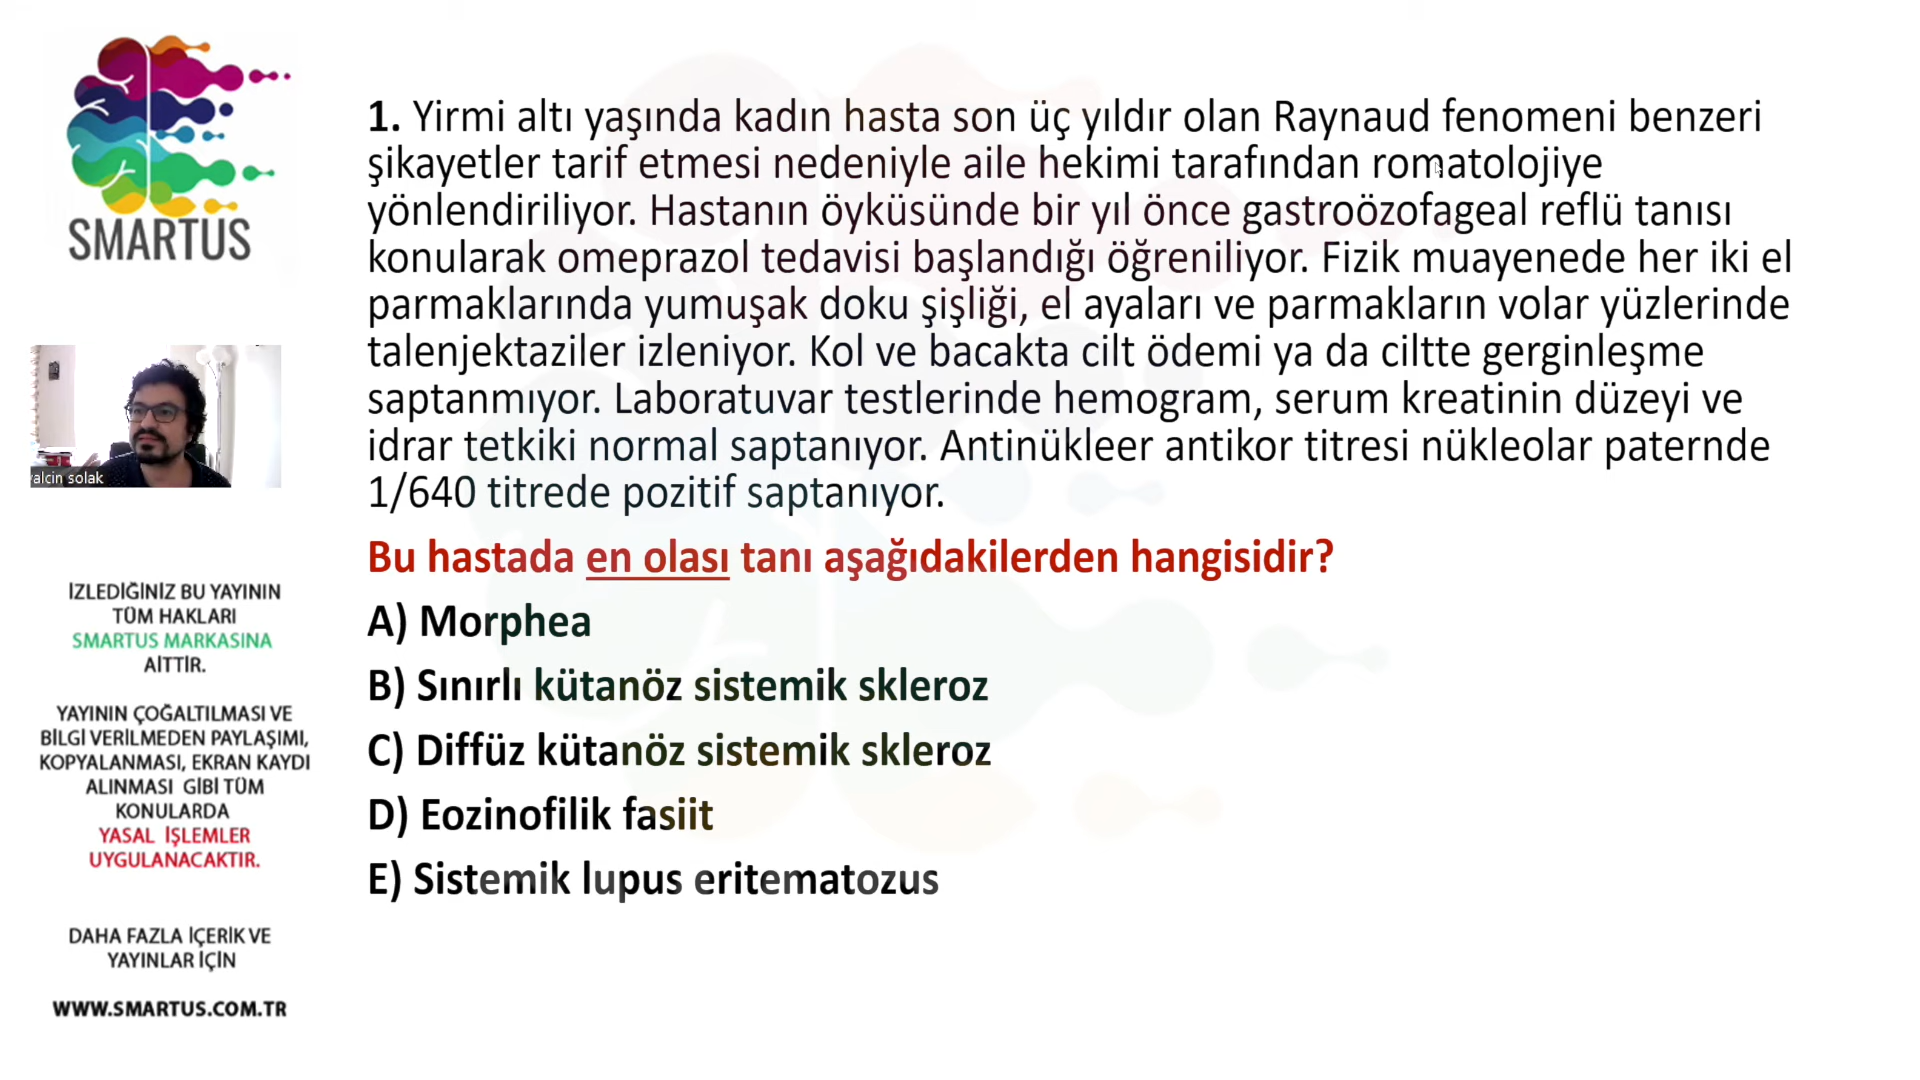 SMARTUS
1. Yirmi altı yaşında kadın hasta son üç yıldır olan Raynaud fenomeni benzeri
şikayetler tarif etmesi nedeniyle aile hekimi tarafından romatolojiye
yönlendiriliyor. Hastanın öyküsünde bir yıl önce gastroözofageal reflü tanısı
konularak omeprazol tedavisi başlandığı öğreniliyor. Fizik muayenede her iki el
parmaklarında yumuşak doku şişliği, el ayaları ve parmakların volar yüzlerinde
talenjektaziler izleniyor. Kol ve bacakta cilt ödemi ya da ciltte gerginleşme
saptanmıyor. Laboratuvar testlerinde hemogram, serum kreatinin düzeyi ve
idrar tetkiki normal saptanıyor. Antinükleer antikor titresi nükleolar paternde
1/640 titrede pozitif saptanıyor.
Bu hastada en olası tanı aşağıdakilerden hangisidir?
A) Morphea
B) Sınırlı kütanöz sistemik skleroz
C) Diffüz kütanöz sistemik skleroz
D) Eozinofilik fasiit
E) Sistemik lupus eritematozus
yalcin solak
İZLEDİĞİNİZ BU YAYININ
TÜM HAKLARI
SMARTUS MARKASINA
AİTTİR.
YAYININ ÇOĞALTILMASI VE
BİLGİ VERİLMEDEN PAYLAŞIMI,
KOPYALANMASI, EKRAN KAYDI
ALINMASI GİBİ TÜM
KONULARDA
YASAL İŞLEMLER
UYGULANACAKTIR.
DAHA FAZLA İÇERİK VE
YAYINLAR İÇİN
WWW.SMARTUS.COM.TR